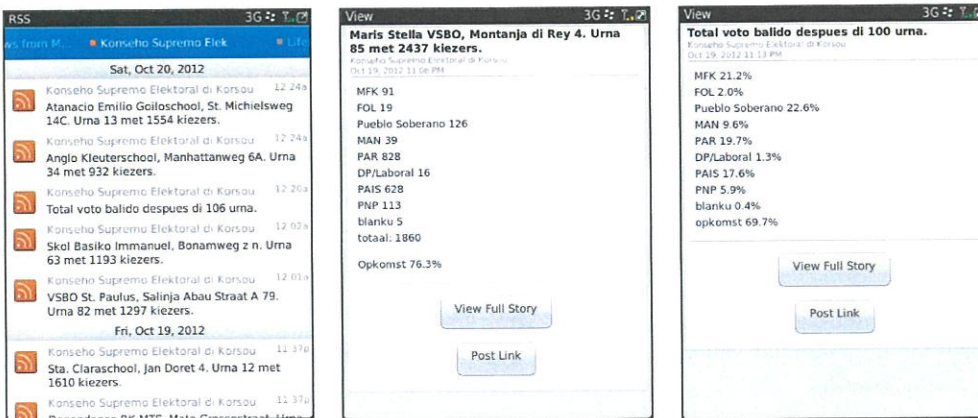 RSS 3G
ws from M... Konseho Supremo Elek Life
Sat, Oct 20, 2012
Konseho Supremo Elektoral di Korsou 12:24a
Atanacio Emilio Goiloschool, St. Michielsweg
14C. Urna 13 met 1554 kiezers.
Konseho Supremo Elektoral di Korsou 12:24a
Anglo Kleuterschool, Manhattanweg 6A. Urna
34 met 932 kiezers.
Konseho Supremo Elektoral di Korsou 12:20a
Total voto balido despues di 106 urna.
Konseho Supremo Elektoral di Korsou 12:02a
Skol Basiko Immanuel, Bonamweg z n. Urna
63 met 1193 kiezers.
Konseho Supremo Elektoral di Korsou 12:01a
VSBO St. Paulus, Salinja Abau Straat A 79.
Urna 82 met 1297 kiezers.
Fri, Oct 19, 2012
Konseho Supremo Elektoral di Korsou 11:37p
Sta. Claraschool, Jan Doret 4. Urna 12 met
1610 kiezers.
Konseho Supremo Elektoral di Korsou 11:37p
View 3G
Maris Stella VSBO, Montanja di Rey 4. Urna
85 met 2437 kiezers.
Konseho Supremo Elektoral di Korsou
Oct 19, 2012 11:06 PM
MFK 91
FOL 19
Pueblo Soberano 126
MAN 39
PAR 828
DP/Laboral 16
PAIS 628
PNP 113
blanku 5
totaal: 1860
Opkomst 76.3%
View Full Story
Post Link
View 3G
Total voto balido despues di 100 urna.
Konseho Supremo Elektoral di Korsou
Oct 19, 2012 11:13 PM
MFK 21.2%
FOL 2.0%
Pueblo Soberano 22.6%
MAN 9.6%
PAR 19.7%
DP/Laboral 1.3%
PAIS 17.6%
PNP 5.9%
blanku 0.4%
opkomst 69.7%
View Full Story
Post Link